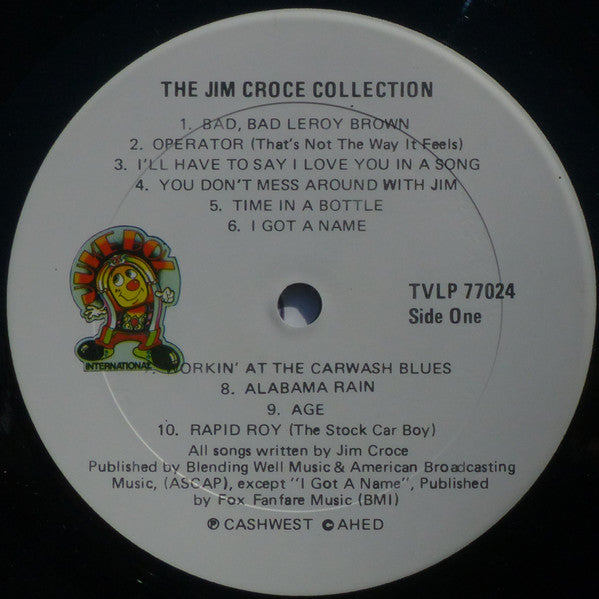 THE JIM CROCE COLLECTION
1. BAD, BAD LEROY BROWN
2. OPERATOR (That's Not The Way It Feels)
3. I'LL HAVE TO SAY I LOVE YOU IN A SONG
4. YOU DON'T MESS AROUND WITH JIM
5. TIME IN A BOTTLE
6. I GOT A NAME
JUKE BOX
INTERNATIONAL
TVLP 77024
Side One
ORKIN' AT THE CARWASH BLUES
8. ALABAMA RAIN
9. AGE
10. RAPID ROY (The Stock Car Boy)
All songs written by Jim Croce
Published by Blending Well Music & American Broadcasting
Music, (ASCAP), except "I Got A Name", Published
by Fox Fanfare Music (BMI)
℗ CASHWEST © AHED